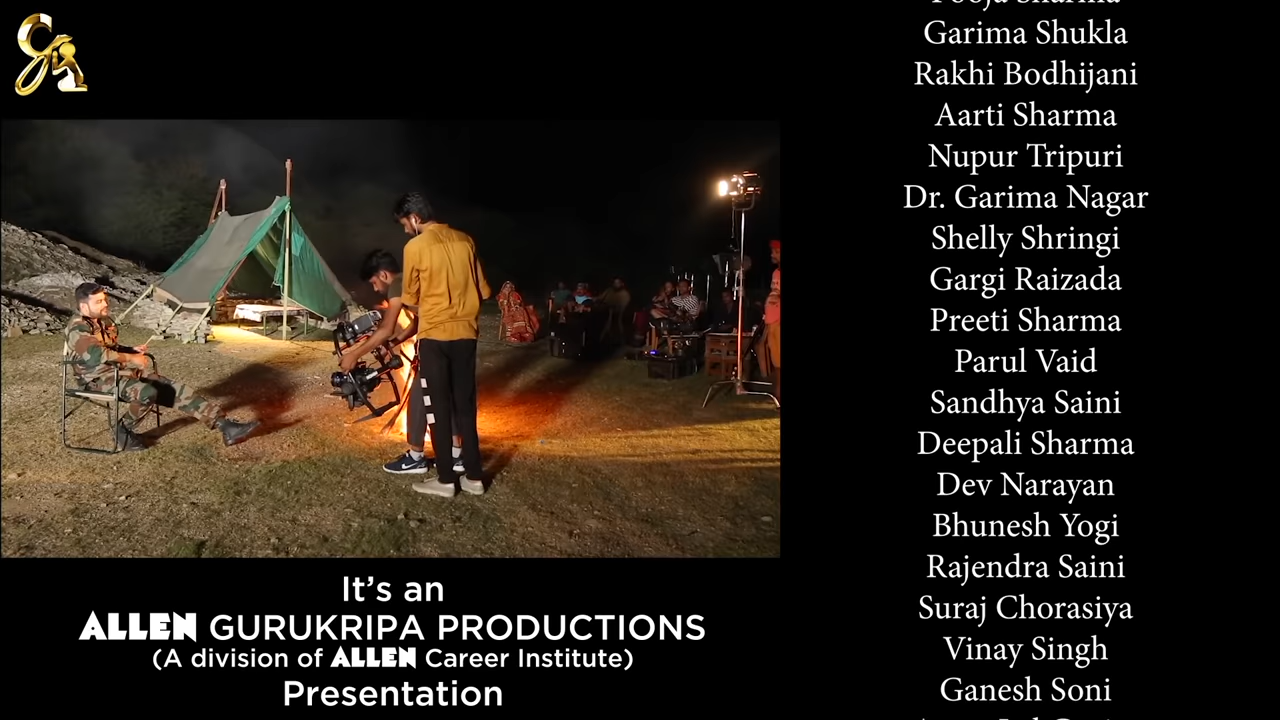 It's an
ALLEN GURUKRIPA PRODUCTIONS
(A division of ALLEN Career Institute)
Presentation
Pooja Sharma
Garima Shukla
Rakhi Bodhijani
Aarti Sharma
Nupur Tripuri
Dr. Garima Nagar
Shelly Shringi
Gargi Raizada
Preeti Sharma
Parul Vaid
Sandhya Saini
Deepali Sharma
Dev Narayan
Bhunesh Yogi
Rajendra Saini
Suraj Chorasiya
Vinay Singh
Ganesh Soni